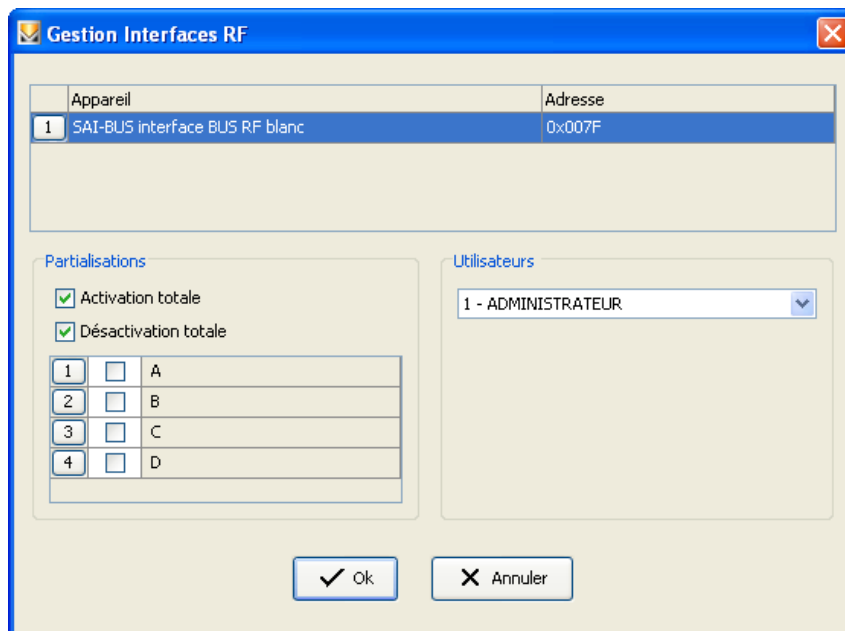 Gestion Interfaces RF
Appareil Adresse
1 SAI-BUS interface BUS RF blanc 0x007F
Partialisations Utilisateurs
Activation totale 1 - ADMINISTRATEUR
Désactivation totale
1 A
2 B
3 C
4 D
Ok Annuler